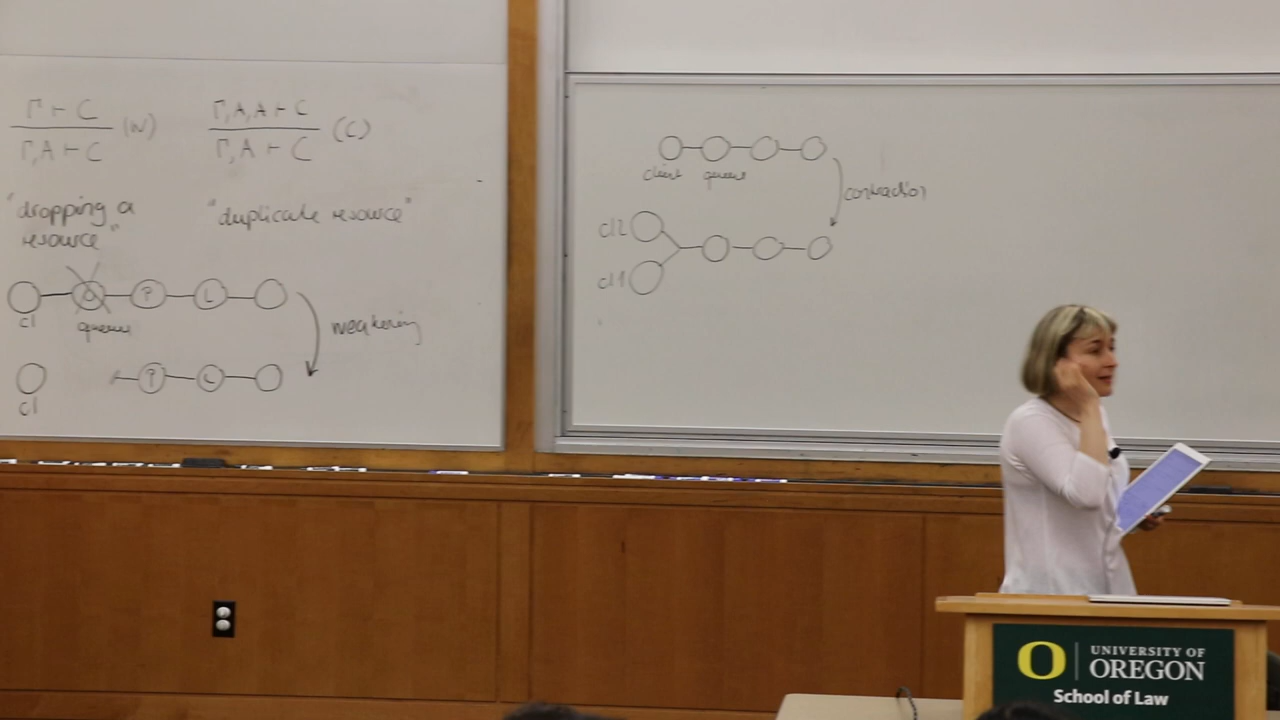 Γ ⊢ C
(W)
Γ, A ⊢ C
Γ, A, A ⊢ C
(C)
Γ, A ⊢ C
"dropping a
resource"
"duplicate resource"
P
L
cl
queue
weakening
P
L
cl
client queue
contraction
cl2
cl1
O
UNIVERSITY OF
OREGON
School of Law